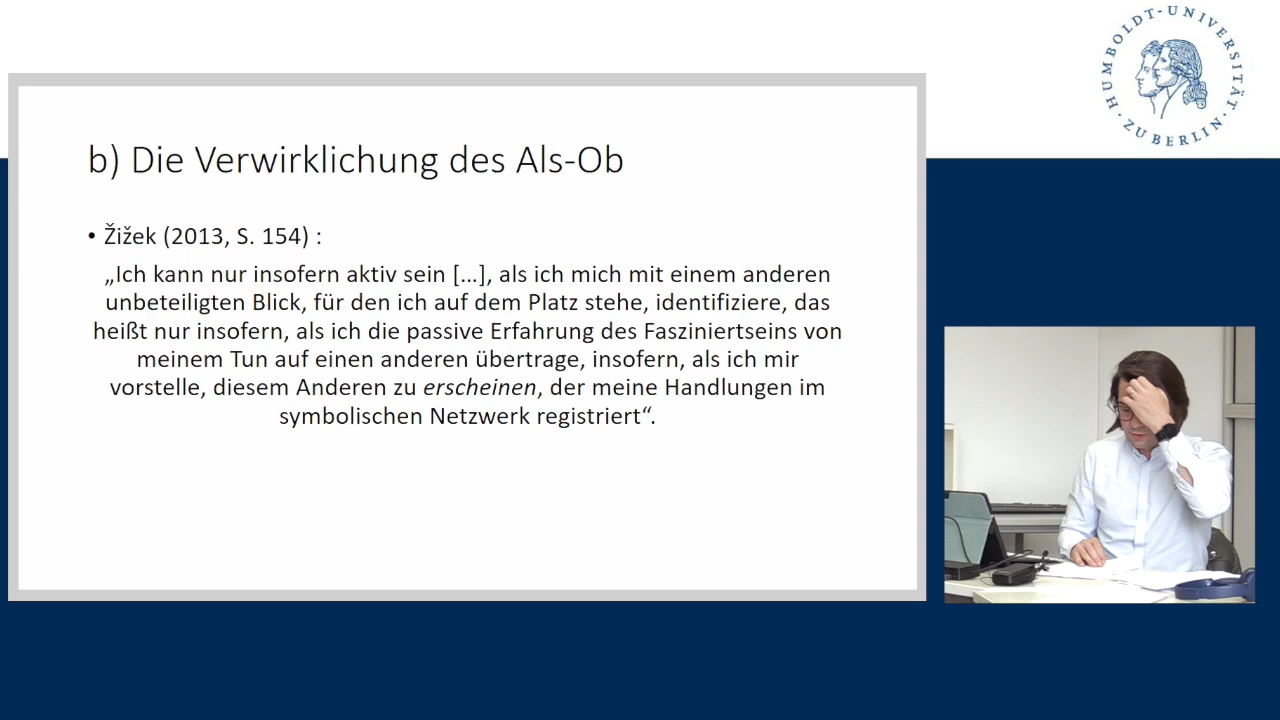 HUMBOLDT-UNIVERSITÄT
ZU BERLIN
b) Die Verwirklichung des Als-Ob
• Žižek (2013, S. 154) :
„Ich kann nur insofern aktiv sein […], als ich mich mit einem anderen
unbeteiligten Blick, für den ich auf dem Platz stehe, identifiziere, das
heißt nur insofern, als ich die passive Erfahrung des Fasziniertseins von
meinem Tun auf einen anderen übertrage, insofern, als ich mir
vorstelle, diesem Anderen zu erscheinen, der meine Handlungen im
symbolischen Netzwerk registriert“.